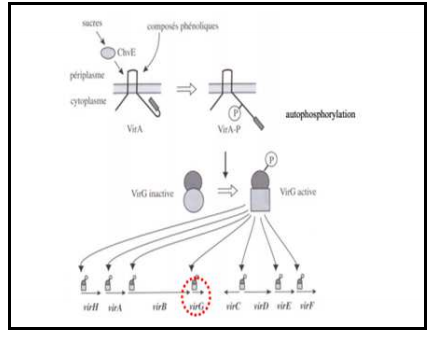 sucres
composés phénoliques
ChvE
périplasme
cytoplasme
P
autophosphorylation
VirA
VirA-P
P
VirG inactive
VirG active
virH virA virB virG virC virD virE virF